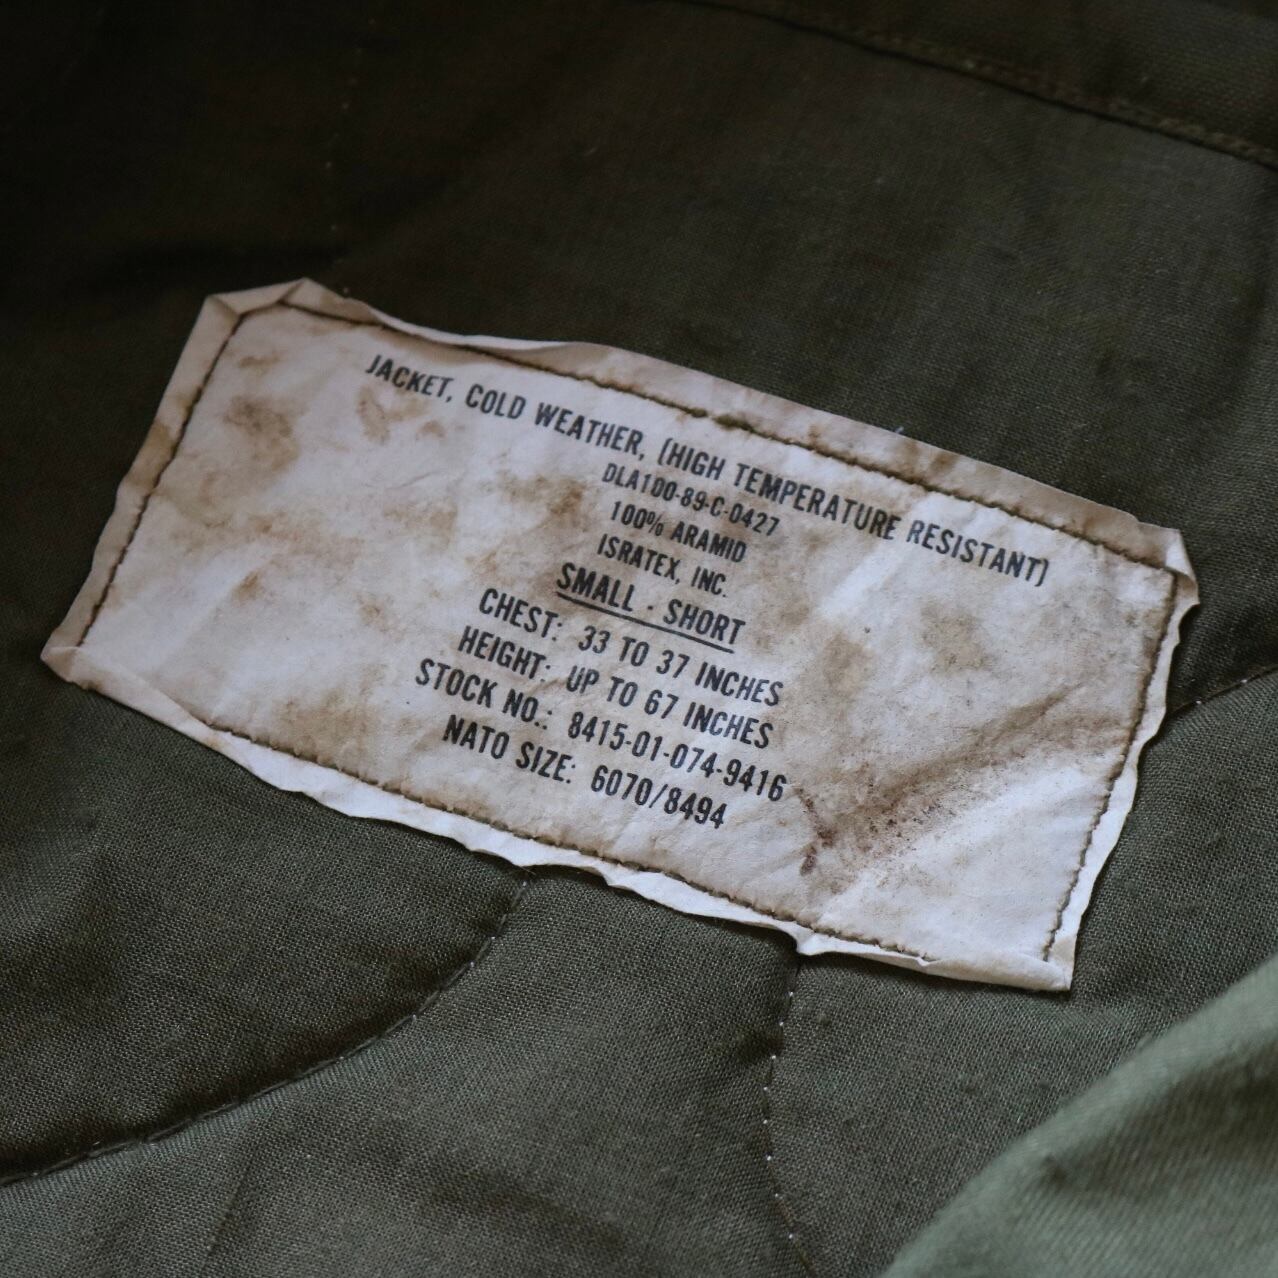 JACKET, COLD WEATHER, (HIGH TEMPERATURE RESISTANT)
DLA100-89-C-0427
100% ARAMID
ISRATEX, INC.
SMALL - SHORT
CHEST: 33 TO 37 INCHES
HEIGHT: UP TO 67 INCHES
STOCK NO.: 8415-01-074-9416
NATO SIZE: 6070/8494